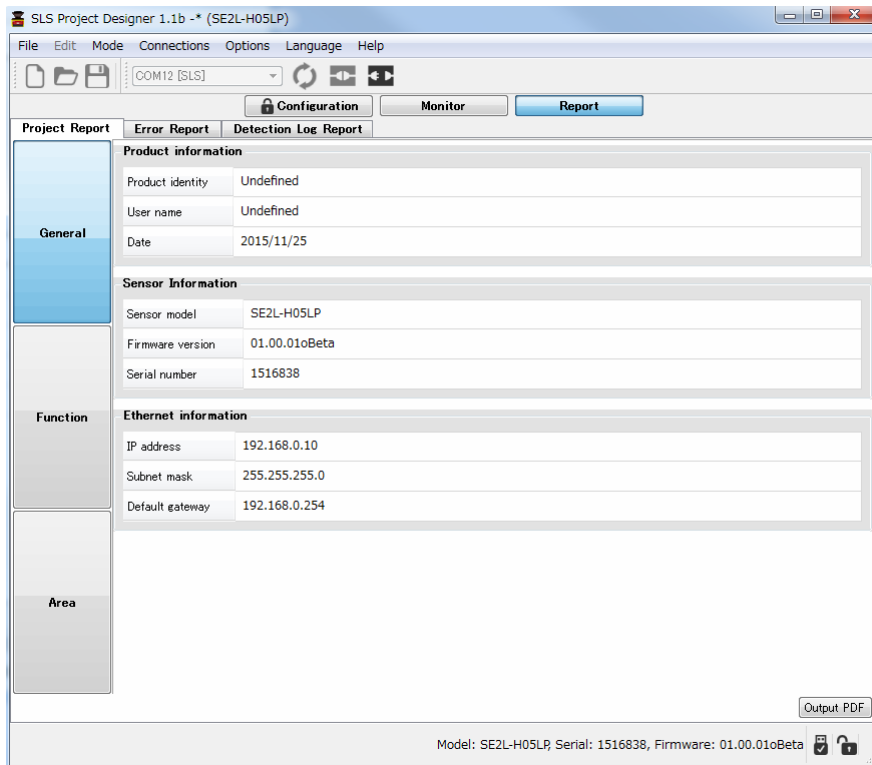 SLS Project Designer 1.1b -* (SE2L-H05LP)
File Edit Mode Connections Options Language Help
COM12 [SLS]
Configuration Monitor Report
Project Report Error Report Detection Log Report
General
Function
Area
Product information
Product identity Undefined
User name Undefined
Date 2015/11/25
Sensor Information
Sensor model SE2L-H05LP
Firmware version 01.00.01oBeta
Serial number 1516838
Ethernet information
IP address 192.168.0.10
Subnet mask 255.255.255.0
Default gateway 192.168.0.254
Output PDF
Model: SE2L-H05LP, Serial: 1516838, Firmware: 01.00.01oBeta